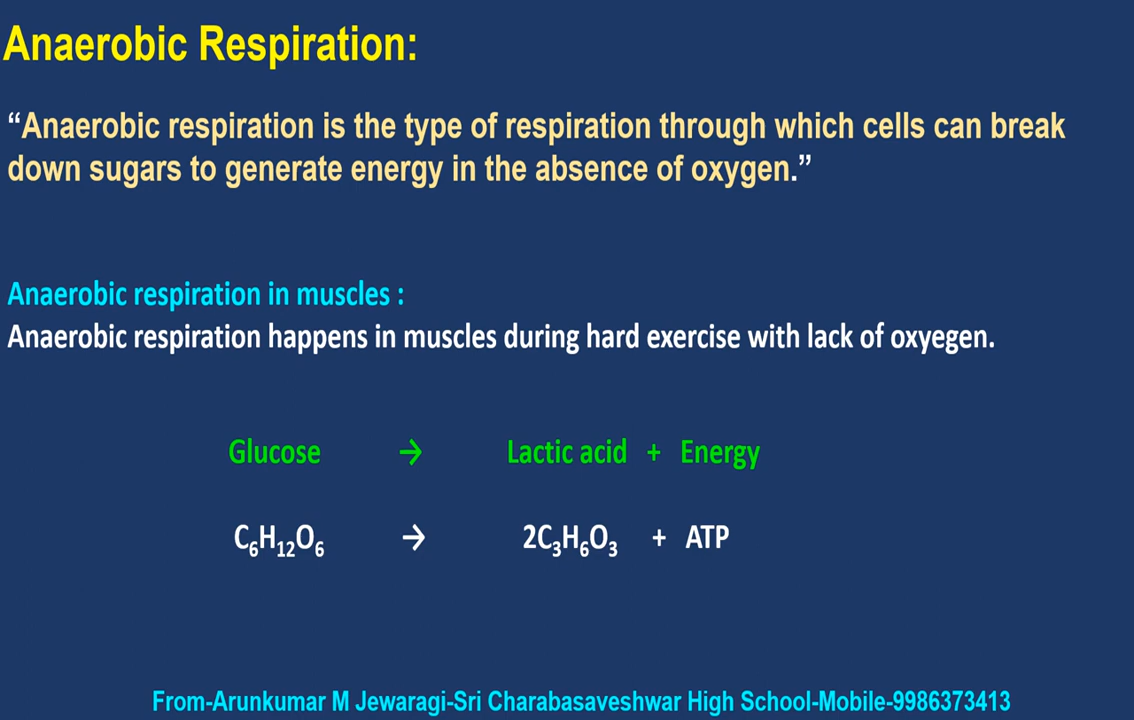 Anaerobic Respiration:
“Anaerobic respiration is the type of respiration through which cells can break
down sugars to generate energy in the absence of oxygen.”
Anaerobic respiration in muscles :
Anaerobic respiration happens in muscles during hard exercise with lack of oxyegen.
Glucose → Lactic acid + Energy
C₆H₁₂O₆ → 2C₃H₆O₃ + ATP
From-Arunkumar M Jewaragi-Sri Charabasaveshwar High School-Mobile-9986373413